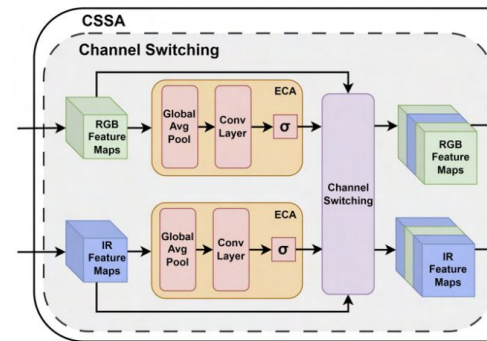 CSSA
Channel Switching
ECA
RGB
Feature
Maps
Global
Avg
Pool
Conv
Layer
σ
Channel
Switching
RGB
Feature
Maps
ECA
IR
Feature
Maps
Global
Avg
Pool
Conv
Layer
σ
IR
Feature
Maps